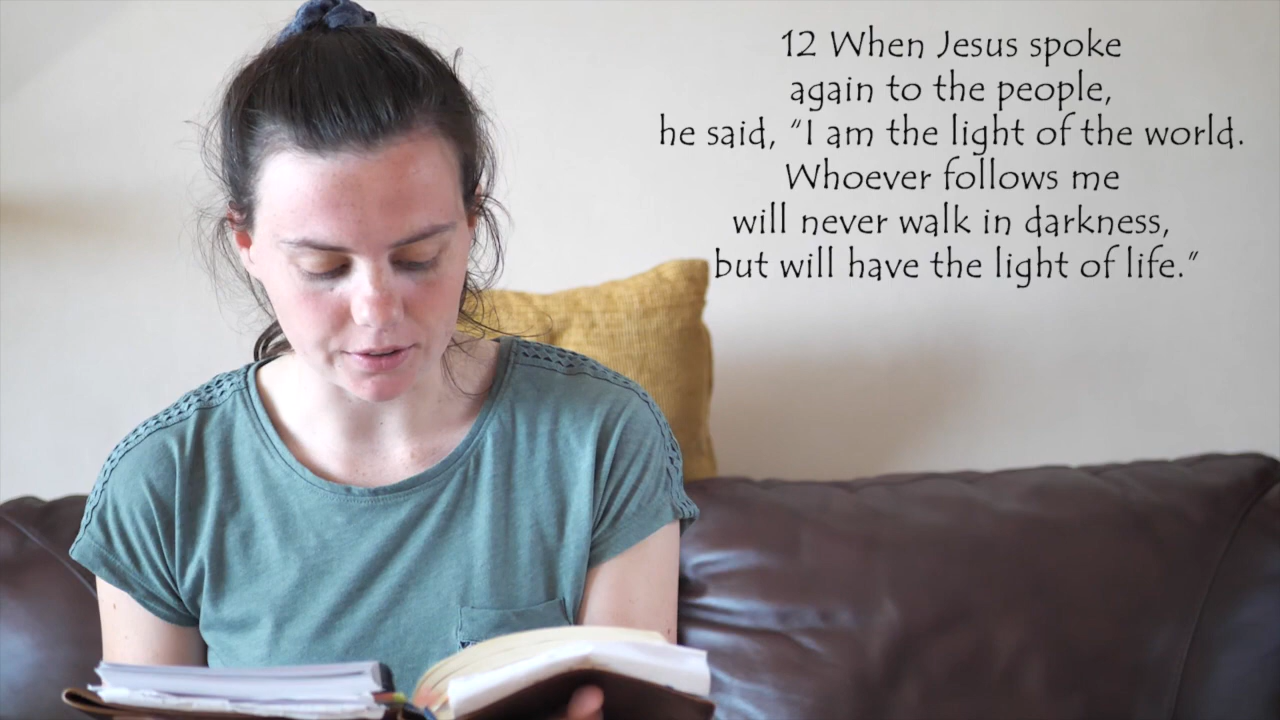 12 When Jesus spoke
again to the people,
he said, “I am the light of the world.
Whoever follows me
will never walk in darkness,
but will have the light of life.”